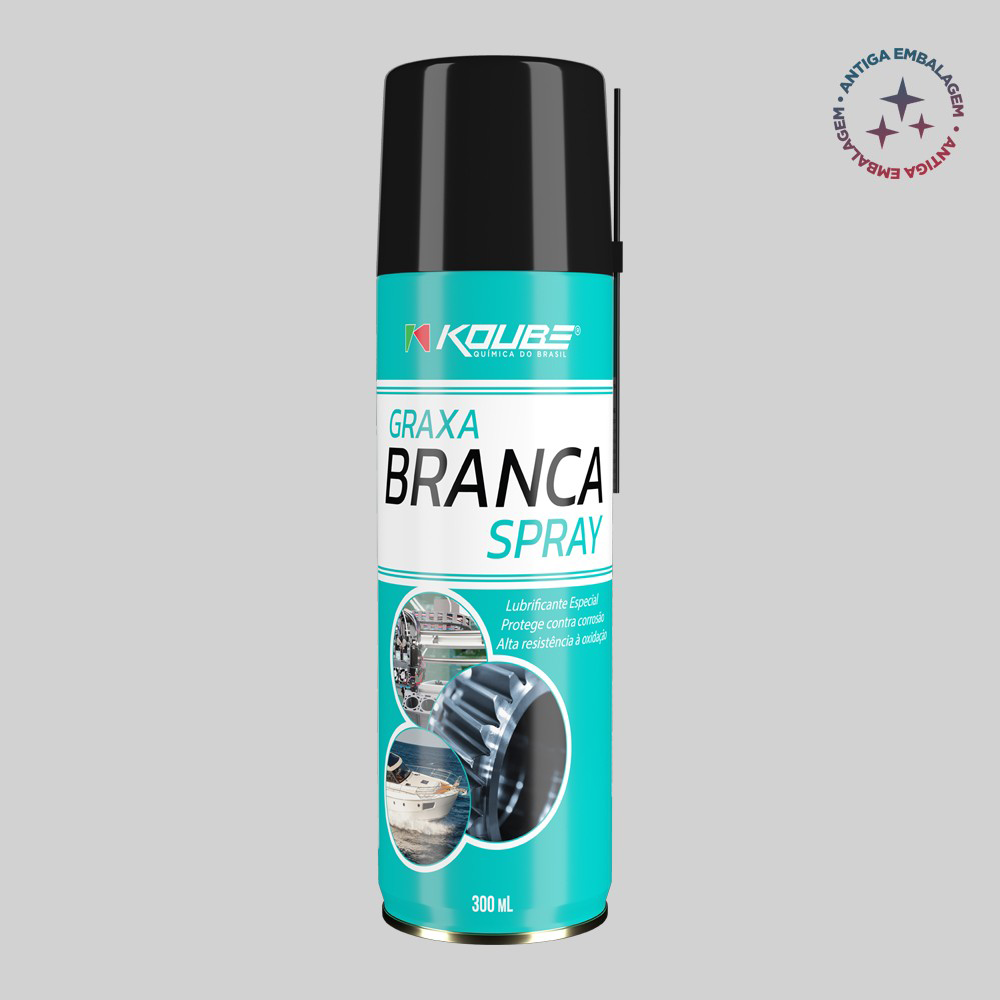 ANTIGA EMBALAGEM • ANTIGA EMBALAGEM •
KOUBE®
QUÍMICA DO BRASIL
GRAXA
BRANCA
SPRAY
Lubrificante Especial
Protege contra corrosão
Alta resistência à oxidação
300 mL